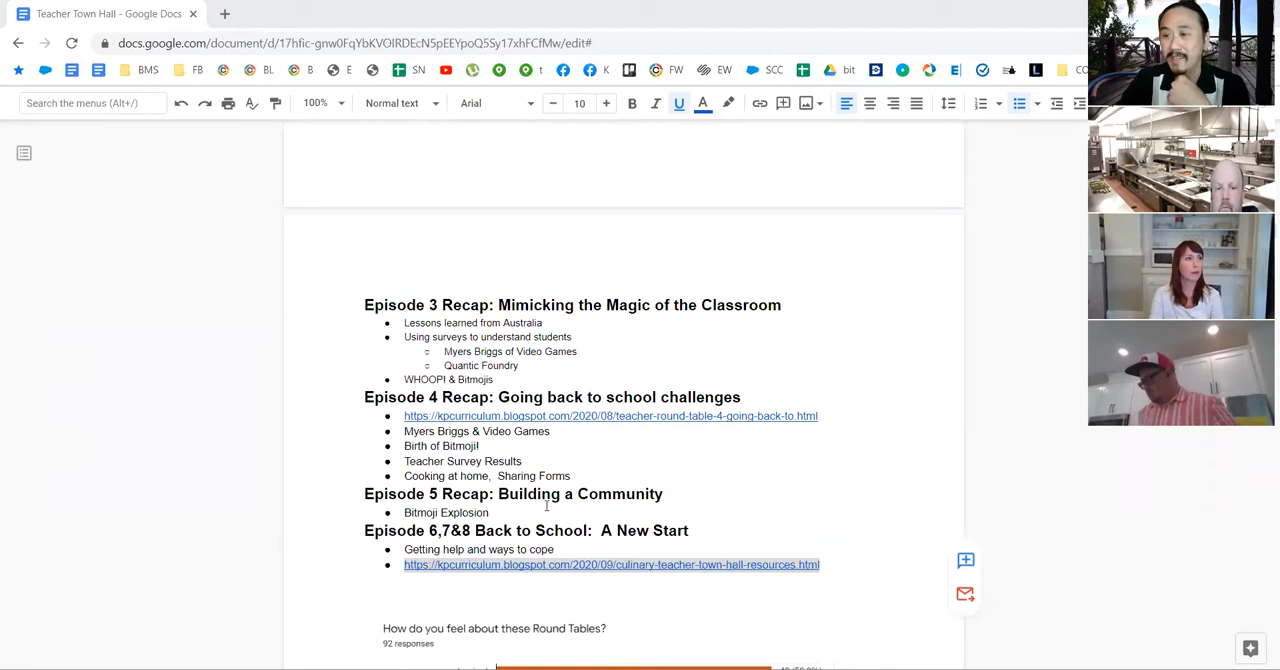 Teacher Town Hall - Google Docs
docs.google.com/document/d/17hfic-gnw0FqYbKVOIRDEcN5pEEYpoQ5Sy17xhFCfMw/edit#
BMS FB BL B E SN t K FW EW SCC bit L CO
Search the menus (Alt+/) 100% Normal text Arial 10 B I U A
Episode 3 Recap: Mimicking the Magic of the Classroom
Lessons learned from Australia
Using surveys to understand students
Myers Briggs of Video Games
Quantic Foundry
WHOOP! & Bitmojis
Episode 4 Recap: Going back to school challenges
https://kpcurriculum.blogspot.com/2020/08/teacher-round-table-4-going-back-to.html
Myers Briggs & Video Games
Birth of Bitmoji!
Teacher Survey Results
Cooking at home, Sharing Forms
Episode 5 Recap: Building a Community
Bitmoji Explosion
Episode 6,7&8 Back to School: A New Start
Getting help and ways to cope
https://kpcurriculum.blogspot.com/2020/09/culinary-teacher-town-hall-resources.html
How do you feel about these Round Tables?
92 responses